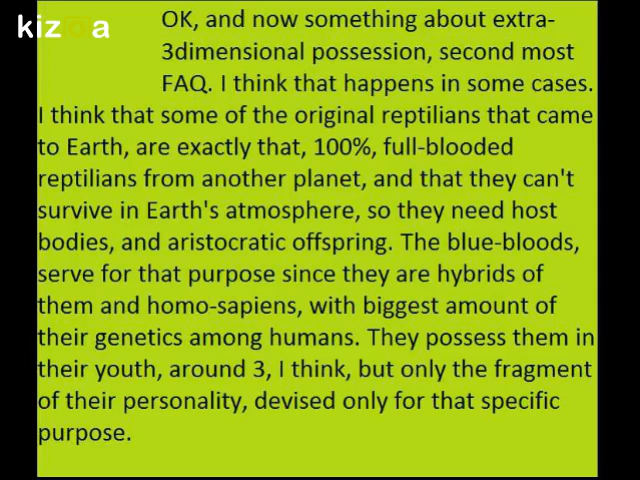 kizoa
OK, and now something about extra-
3dimensional possession, second most
FAQ. I think that happens in some cases.
I think that some of the original reptilians that came
to Earth, are exactly that, 100%, full-blooded
reptilians from another planet, and that they can't
survive in Earth's atmosphere, so they need host
bodies, and aristocratic offspring. The blue-bloods,
serve for that purpose since they are hybrids of
them and homo-sapiens, with biggest amount of
their genetics among humans. They possess them in
their youth, around 3, I think, but only the fragment
of their personality, devised only for that specific
purpose.